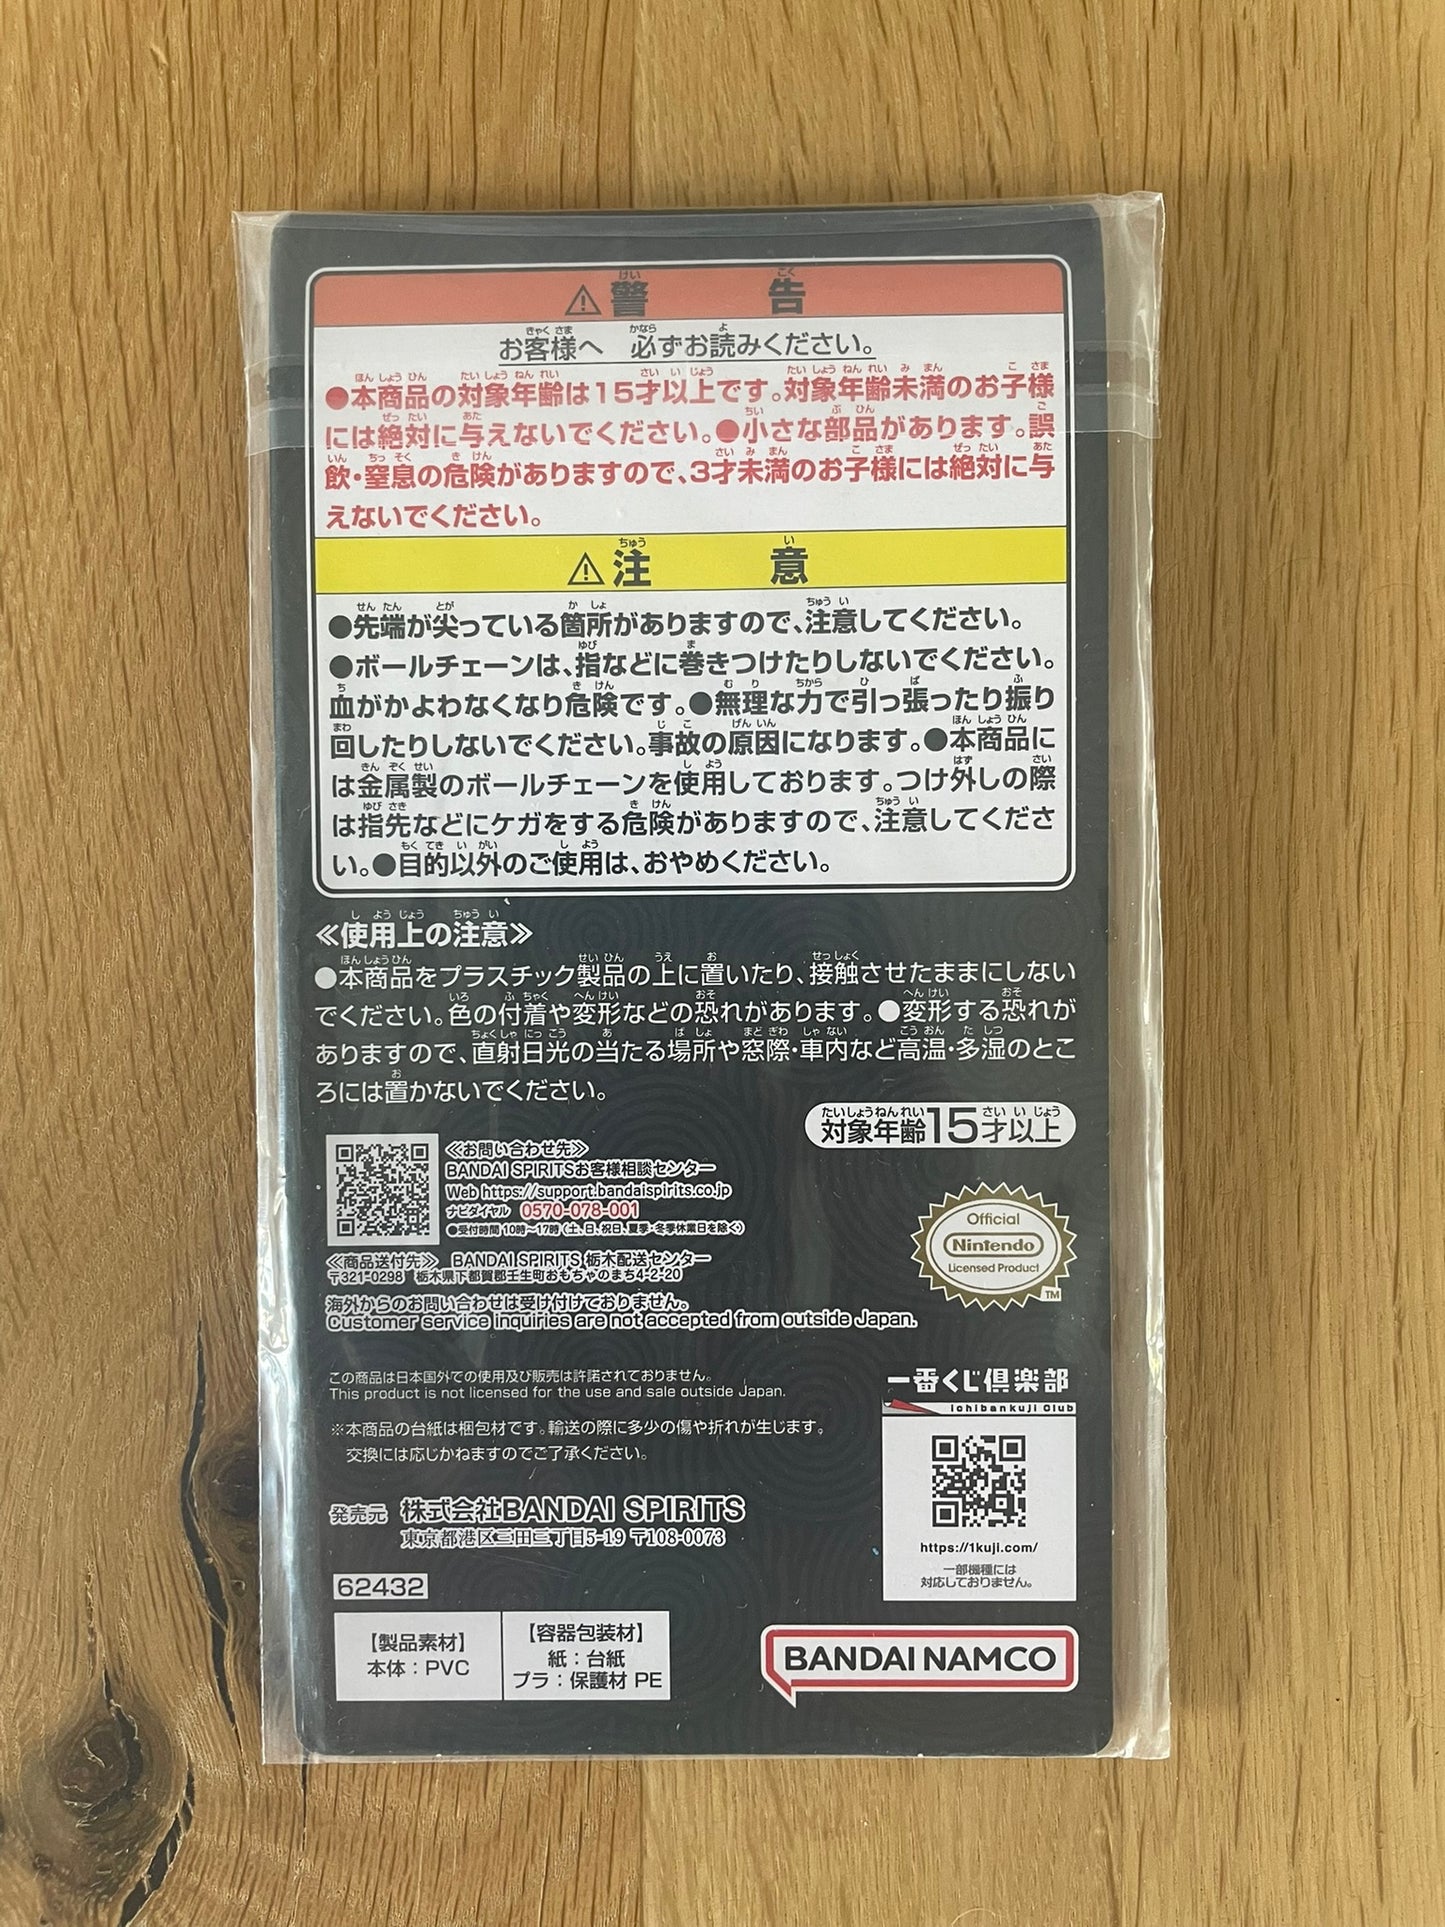 ⚠警告
お客様へ 必ずお読みください。
●本商品の対象年齢は15才以上です。対象年齢未満のお子様
には絶対に与えないでください。●小さな部品があります。誤
飲・窒息の危険がありますので、3才未満のお子様には絶対に与
えないでください。
⚠注意
●先端が尖っている箇所がありますので、注意してください。
●ボールチェーンは、指などに巻きつけたりしないでください。
血がかよわなくなり危険です。●無理な力で引っ張ったり振り
回したりしないでください。事故の原因になります。●本商品に
は金属製のボールチェーンを使用しております。つけ外しの際
は指先などにケガをする危険がありますので、注意してくださ
い。●目的以外のご使用は、おやめください。
≪使用上の注意≫
●本商品をプラスチック製品の上に置いたり、接触させたままにしない
でください。色の付着や変形などの恐れがあります。●変形する恐れが
ありますので、直射日光の当たる場所や窓際・車内など高温・多湿のとこ
ろには置かないでください。
対象年齢15才以上
≪お問い合わせ先≫
BANDAI SPIRITSお客様相談センター
Web https://support.bandaispirits.co.jp
ナビダイヤル 0570-078-001
●受付時間 10時~17時 (土、日、祝日、夏季・冬季休業日を除く)
≪商品送付先≫ BANDAI SPIRITS 栃木配送センター
〒321-0298 栃木県下都賀郡壬生町おもちゃのまち4-2-20
海外からのお問い合わせは受け付けておりません。
Customer service inquiries are not accepted from outside Japan.
Official
Nintendo
Licensed Product
TM
この商品は日本国外での使用及び販売は許諾されておりません。
This product is not licensed for the use and sale outside Japan.
※本商品の台紙は梱包材です。輸送の際に多少の傷や折れが生じます。
交換には応じかねますのでご了承ください。
一番くじ倶楽部
Ichibankuji Club
https://1kuji.com/
一部機種には
対応しておりません。
発売元 株式会社BANDAI SPIRITS
東京都港区三田三丁目5-19 〒108-0073
62432
【製品素材】
本体:PVC
【容器包装材】
紙:台紙
プラ:保護材 PE
BANDAI NAMCO